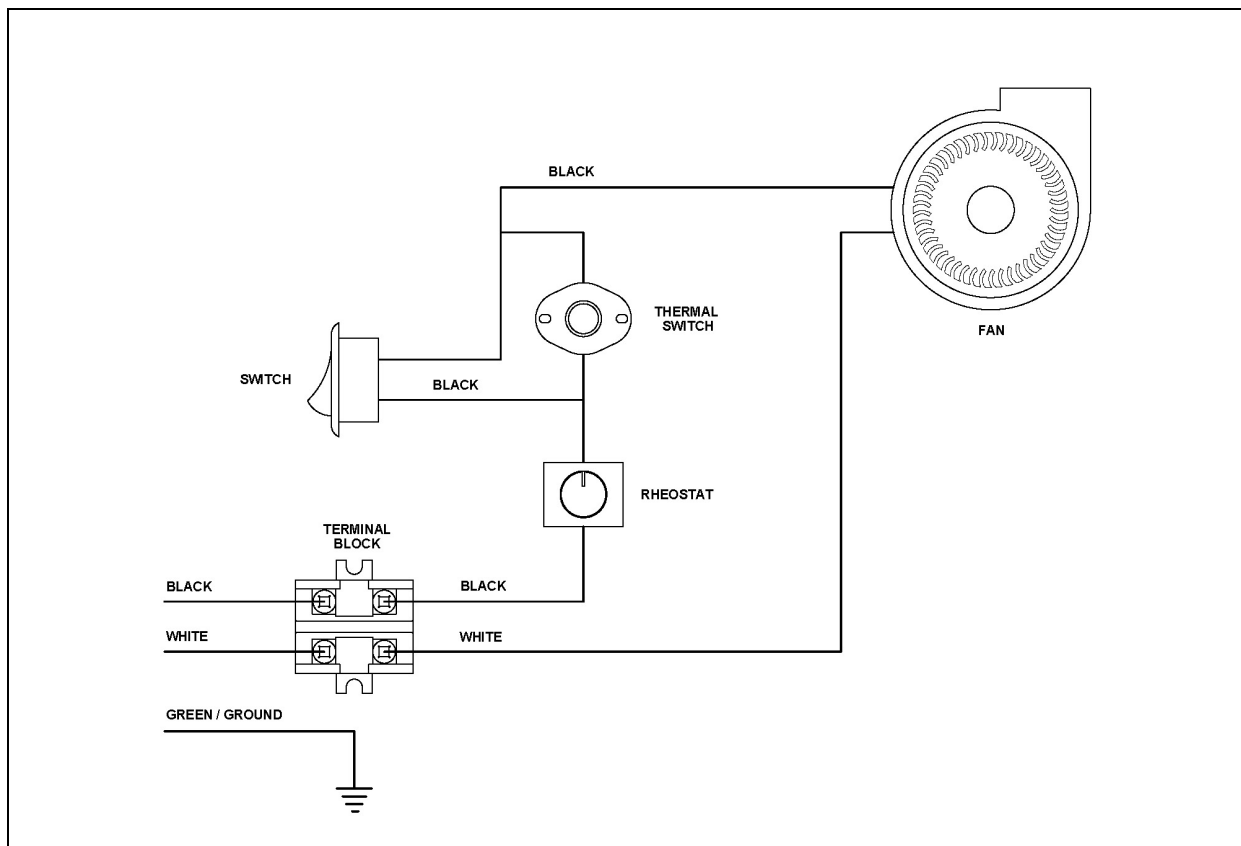 BLACK
THERMAL
SWITCH
FAN
SWITCH
BLACK
RHEOSTAT
TERMINAL
BLOCK
BLACK
BLACK
WHITE
WHITE
GREEN / GROUND